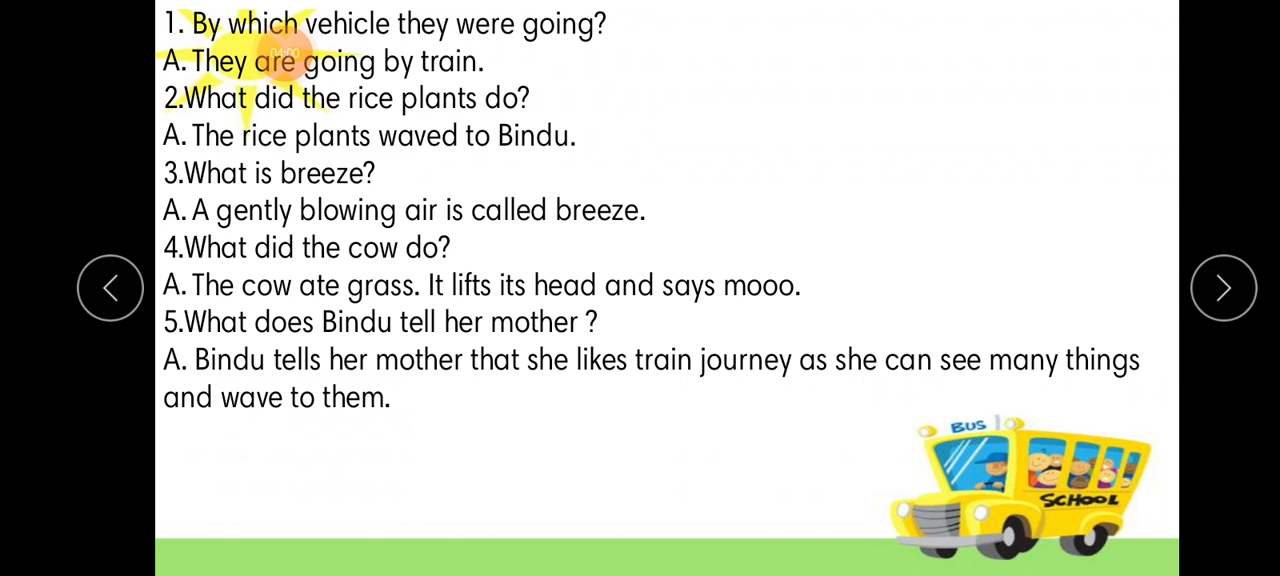 1. By which vehicle they were going?
04:00
A. They are going by train.
2.What did the rice plants do?
A. The rice plants waved to Bindu.
3.What is breeze?
A. A gently blowing air is called breeze.
4.What did the cow do?
A. The cow ate grass. It lifts its head and says mooo.
5.What does Bindu tell her mother ?
A. Bindu tells her mother that she likes train journey as she can see many things
and wave to them.
BUS
SCHOOL